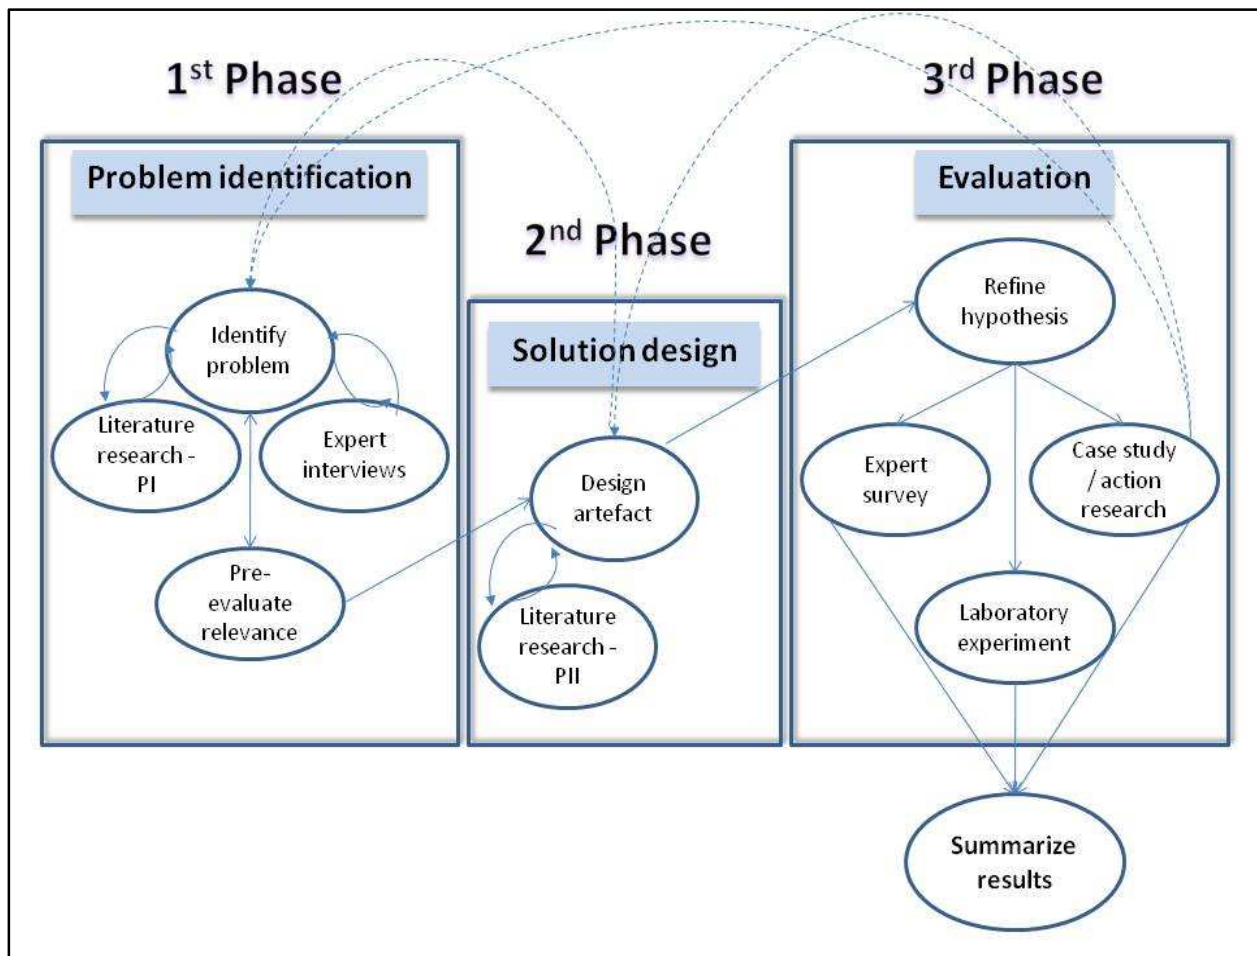 1st Phase
Problem identification
Identify
problem
Literature
research -
PI
Expert
interviews
Pre-
evaluate
relevance
2nd Phase
Solution design
Design
artefact
Literature
research -
PII
3rd Phase
Evaluation
Refine
hypothesis
Expert
survey
Case study
/ action
research
Laboratory
experiment
Summarize
results